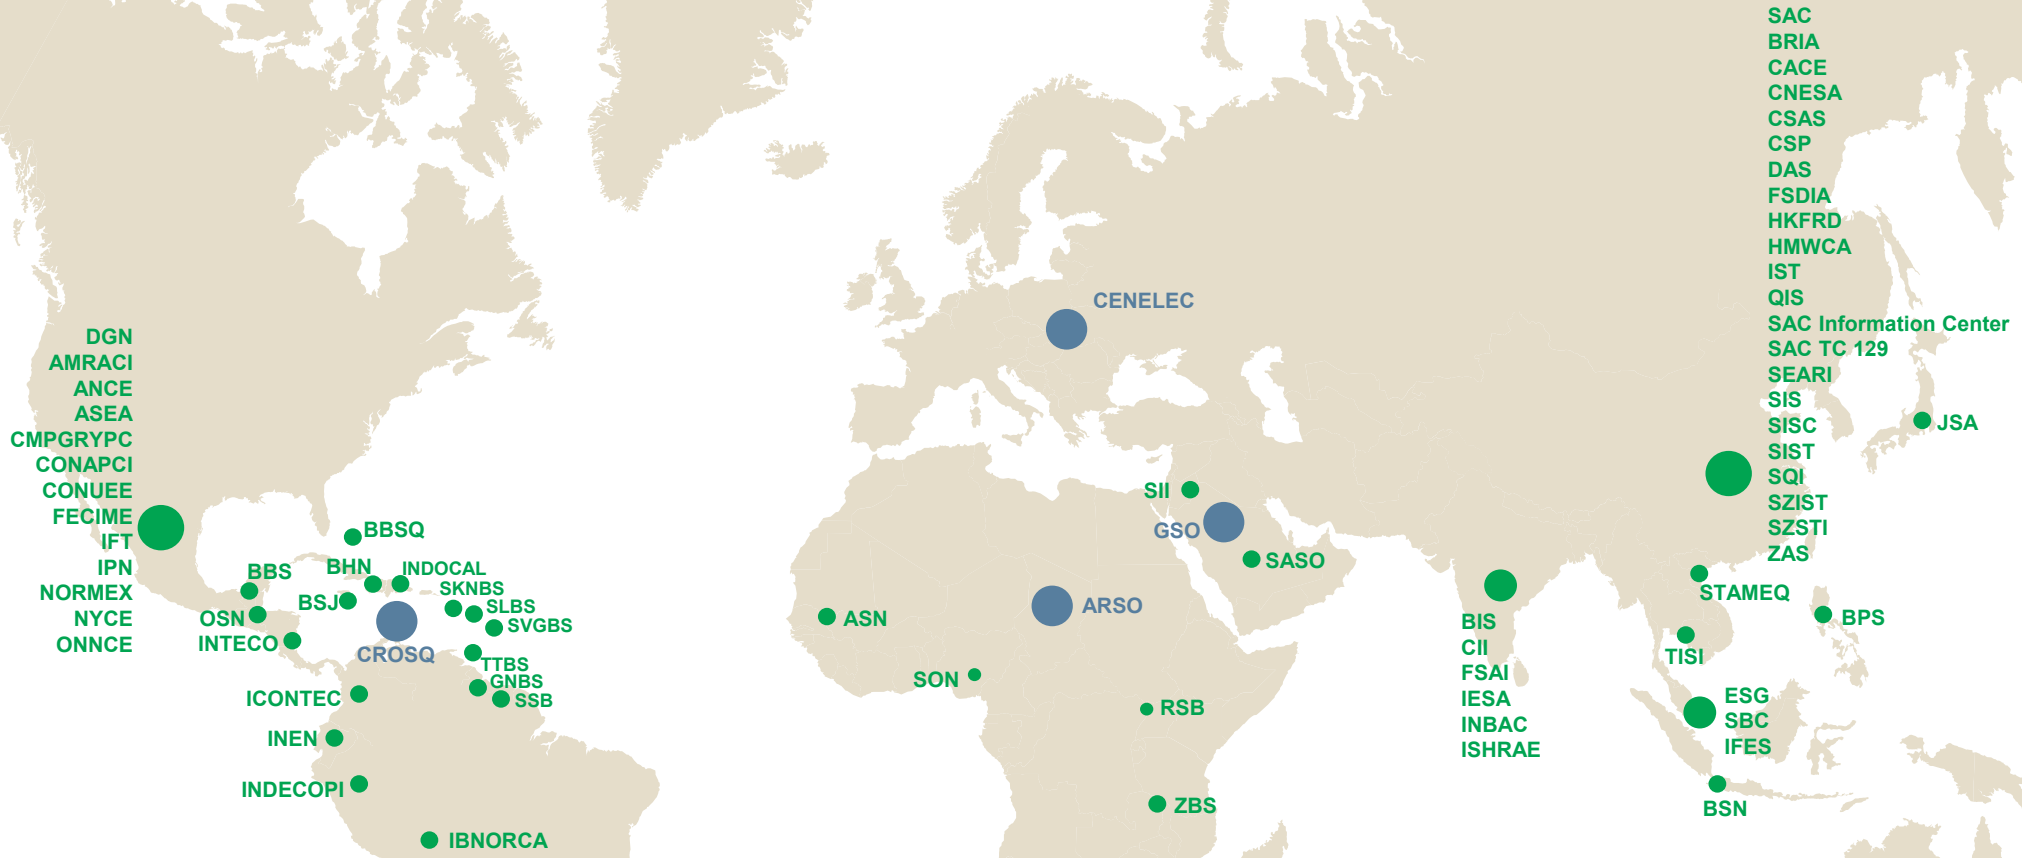 SAC
BRIA
CACE
CNESA
CSAS
CSP
DAS
FSDIA
HKFRD
HMWCA
IST
QIS
SAC Information Center
SAC TC 129
SEARI
SIS
SISC
SIST
SQI
SZIST
SZSTI
ZAS
CENELEC
DGN
AMRACI
ANCE
ASEA
CMPGRYPC
CONAPCI
CONUEE
FECIME
IFT
IPN
NORMEX
NYCE
ONNCE
JSA
SII
GSO
SASO
BBSQ
BBS
BHN
INDOCAL
SKNBS
BSJ
SLBS
OSN
SVGBS
INTECO
CROSQ
TTBS
GNBS
SSB
ICONTEC
INEN
INDECOPI
IBNORCA
ASN
ARSO
SON
RSB
ZBS
BIS
CII
FSAI
IESA
INBAC
ISHRAE
STAMEQ
BPS
TISI
ESG
SBC
IFES
BSN